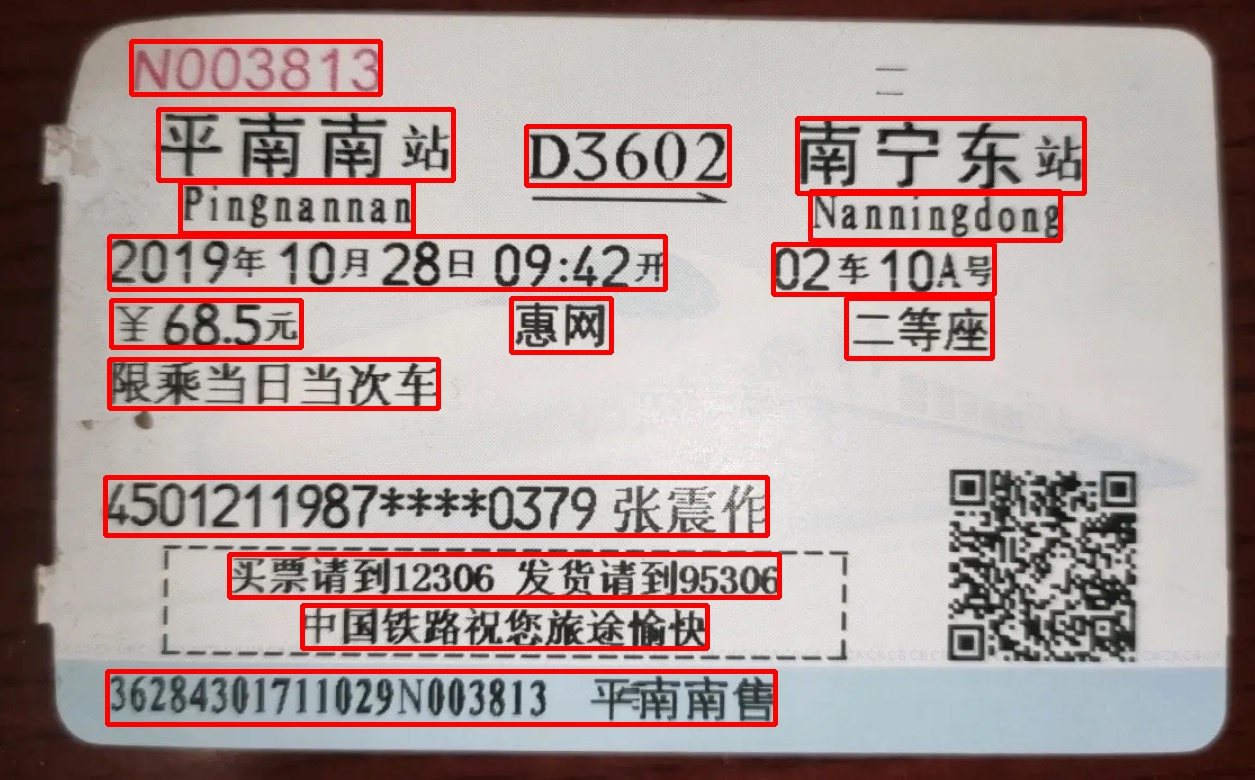 N003813
平南南站 D3602 南宁东站
Pingnannan Nanningdong
2019年10月28日 09:42开 02车10A号
￥68.5元 惠网 二等座
限乘当日当次车
4501211987****0379 张震作
买票请到12306 发货请到95306
中国铁路祝您旅途愉快
36284301711029N003813 平南南售